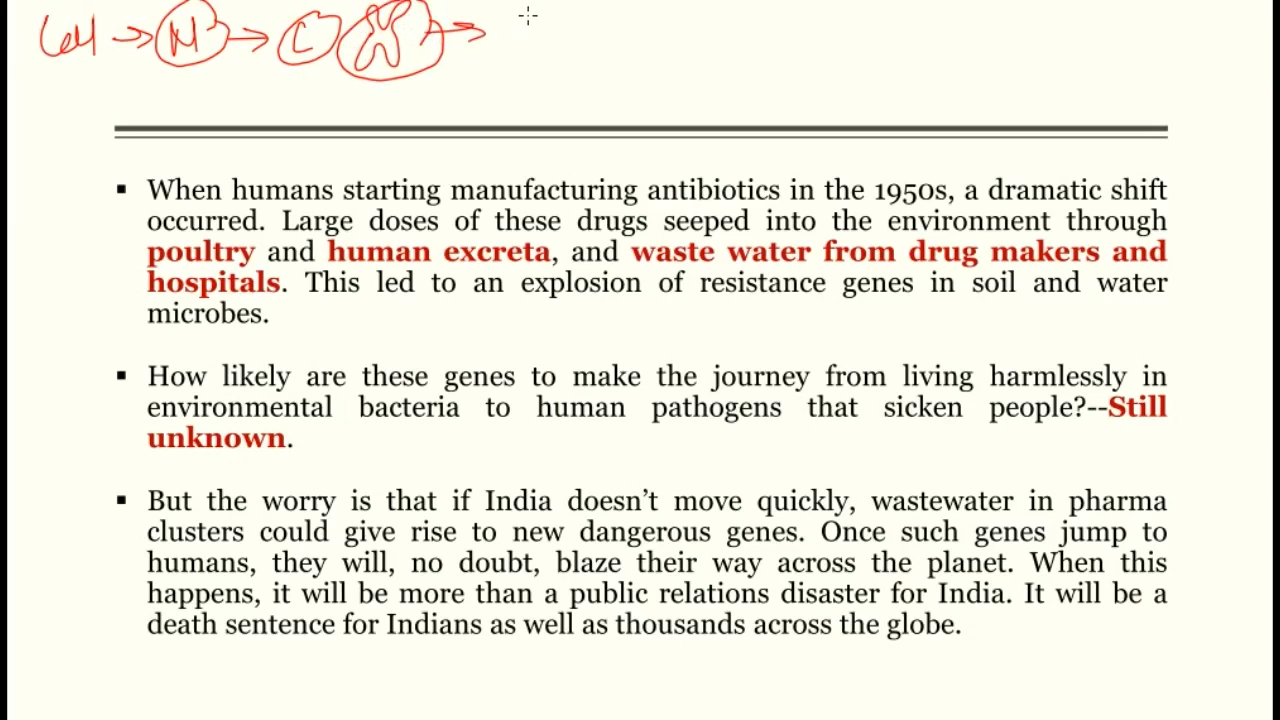 Cell → N → C →
▪ When humans starting manufacturing antibiotics in the 1950s, a dramatic shift
occurred. Large doses of these drugs seeped into the environment through
poultry and human excreta, and waste water from drug makers and
hospitals. This led to an explosion of resistance genes in soil and water
microbes.
▪ How likely are these genes to make the journey from living harmlessly in
environmental bacteria to human pathogens that sicken people?--Still
unknown.
▪ But the worry is that if India doesn't move quickly, wastewater in pharma
clusters could give rise to new dangerous genes. Once such genes jump to
humans, they will, no doubt, blaze their way across the planet. When this
happens, it will be more than a public relations disaster for India. It will be a
death sentence for Indians as well as thousands across the globe.